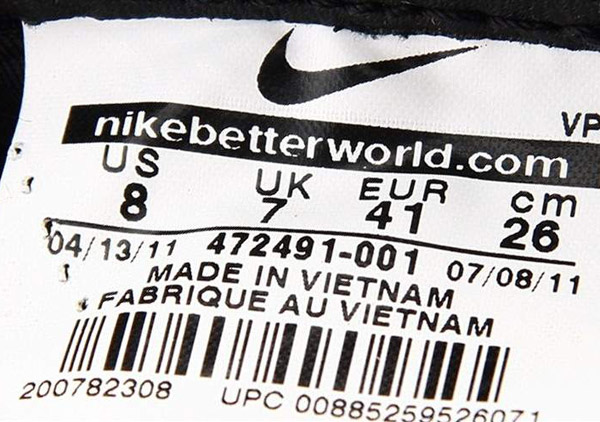 VP
nikebetterworld.com
US UK EUR cm
8 7 41 26
04/13/11 472491-001 07/08/11
MADE IN VIETNAM
FABRIQUE AU VIETNAM
200782308 UPC 00885259526071